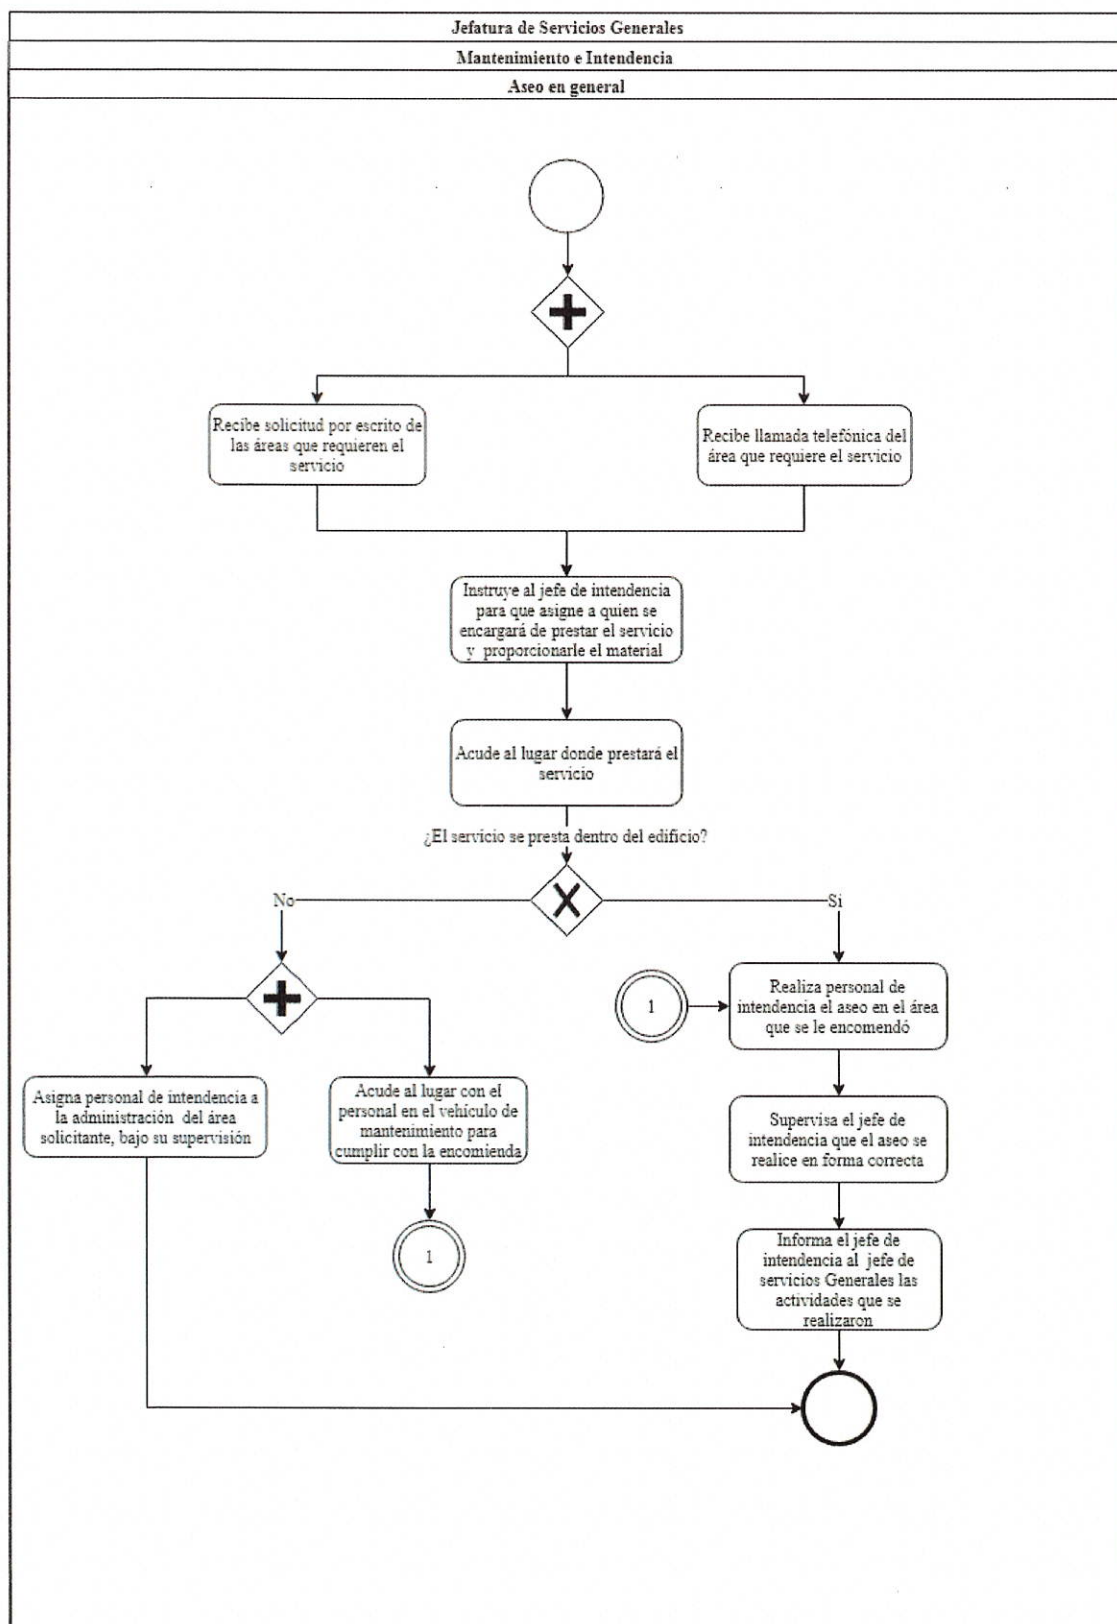 Jefatura de Servicios Generales
Mantenimiento e Intendencia
Aseo en general
Recibe solicitud por escrito de
las áreas que requieren el
servicio
Recibe llamada telefónica del
área que requiere el servicio
Instruye al jefe de intendencia
para que asigne a quien se
encargará de prestar el servicio
y proporcionarle el material
Acude al lugar donde prestará el
servicio
¿El servicio se presta dentro del edificio?
No
Si
1
Realiza personal de
intendencia el aseo en el área
que se le encomendó
Asigna personal de intendencia a
la administración del área
solicitante, bajo su supervisión
Acude al lugar con el
personal en el vehículo de
mantenimiento para
cumplir con la encomienda
Supervisa el jefe de
intendencia que el aseo se
realice en forma correcta
1
Informa el jefe de
intendencia al jefe de
servicios Generales las
actividades que se
realizaron